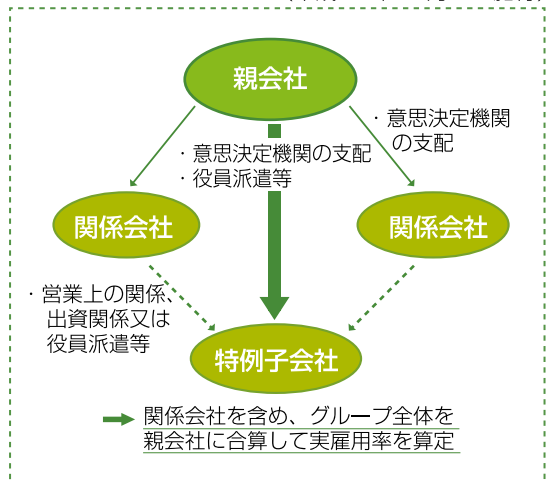 親会社
・意思決定機関
の支配
・意思決定機関の支配
・役員派遣等
関係会社
関係会社
・営業上の関係、
出資関係又は
役員派遣等
特例子会社
関係会社を含め、グループ全体を
親会社に合算して実雇用率を算定